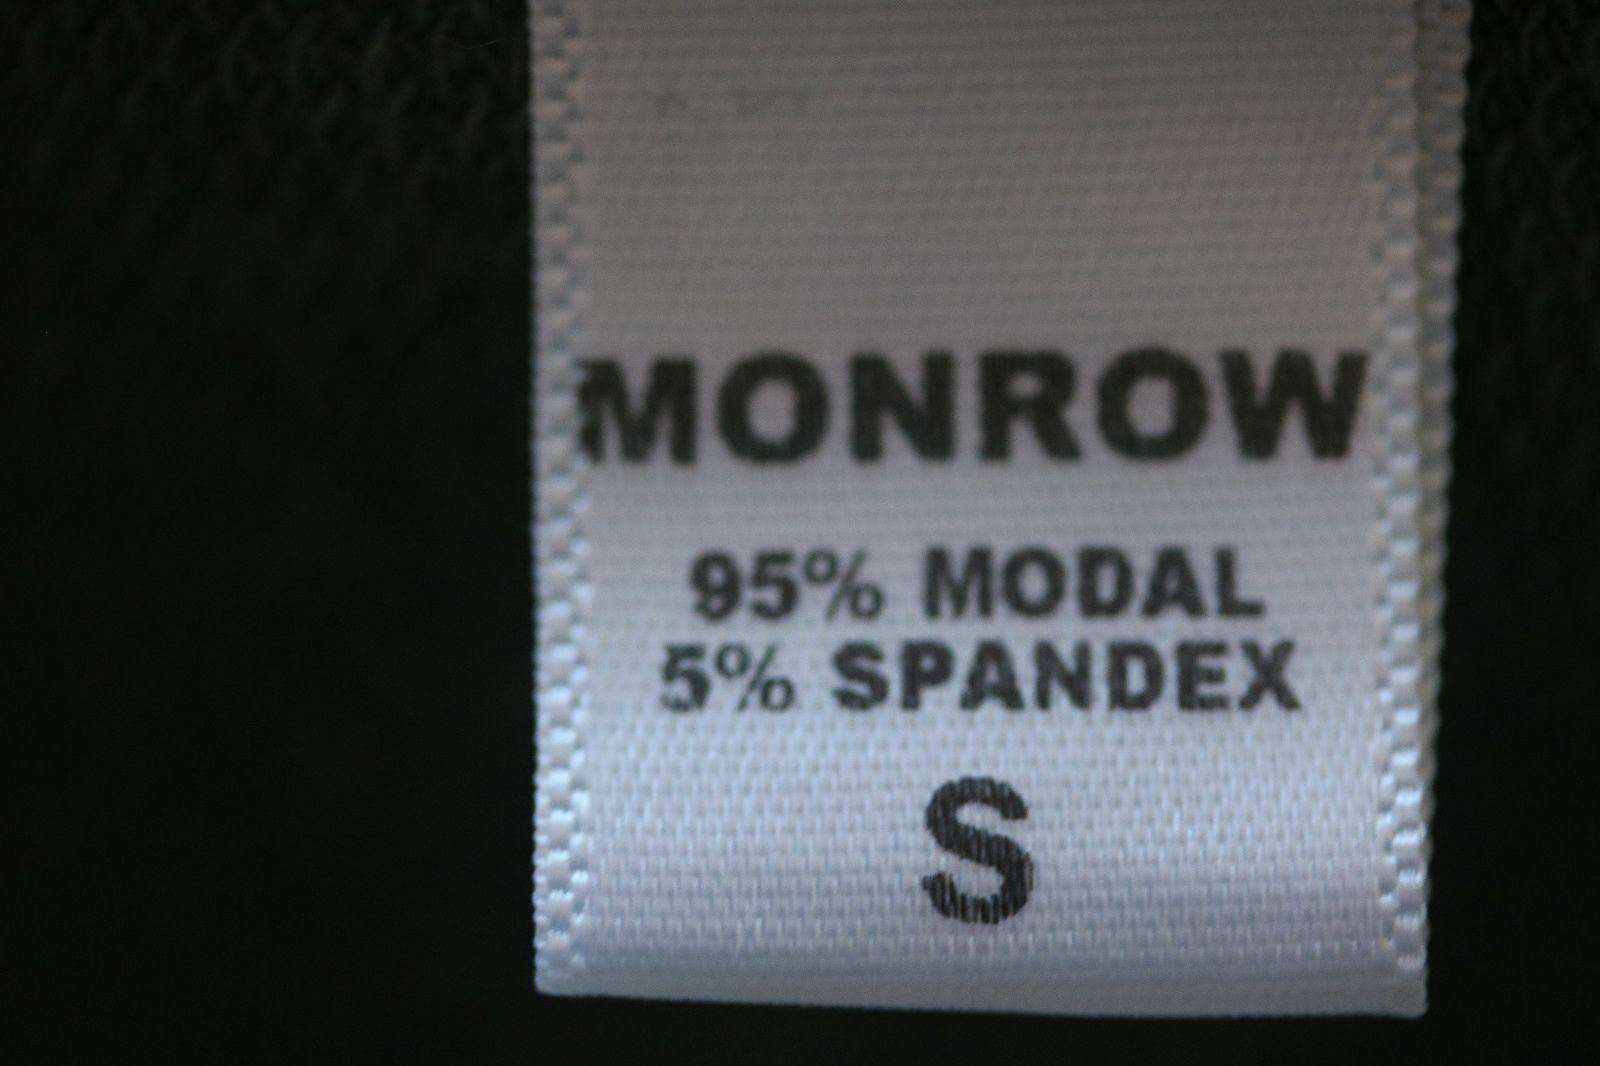 MONROW
95% MODAL
5% SPANDEX
S